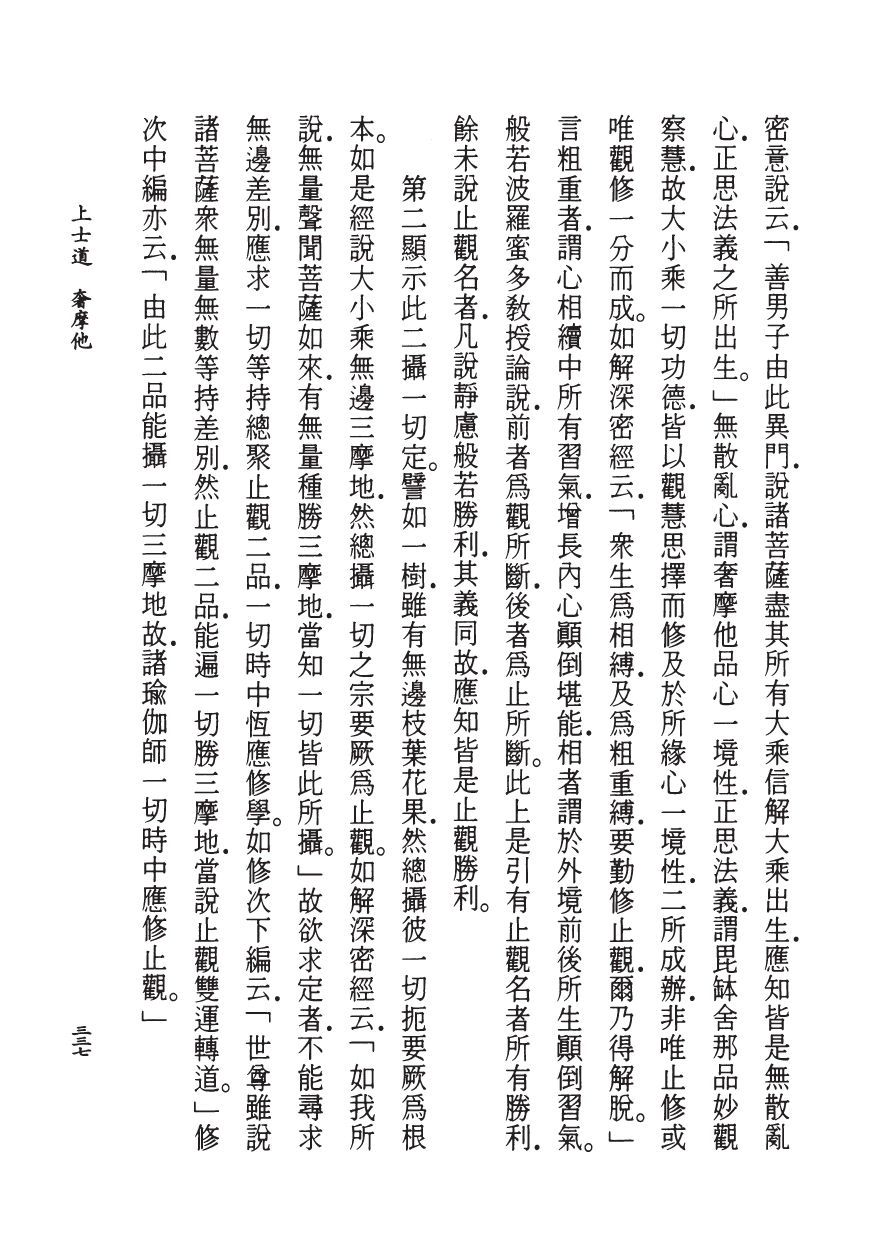 密意說云．「善男子由此異門．說諸菩薩盡其所有大乘信解大乘出生．應知皆是無散亂
心．正思法義之所出生。」無散亂心．謂奢摩他品心一境性．正思法義．謂毘缽舍那品妙觀
察慧．故大小乘一切功德．皆以觀慧思擇而修及於所緣心一境性．二所成辦．非唯止修或
唯觀修一分而成。如解深密經云．「眾生爲相縛．及爲粗重縛．要勤修止觀．爾乃得解脫。」
言粗重者．謂心相續中所有習氣．增長內心顚倒堪能．相者謂於外境前後所生顚倒習氣。
般若波羅蜜多教授論說．前者爲觀所斷．後者爲止所斷。此上是引有止觀名者所有勝利．
餘未說止觀名者．凡說靜慮般若勝利．其義同故．應知皆是止觀勝利。
第二顯示此二攝一切定。譬如一樹．雖有無邊枝葉花果．然總攝彼一切扼要厥爲根
本。如是經說大小乘無邊三摩地．然總攝一切之宗要厥爲止觀。如解深密經云．「如我所
說．無量聲聞菩薩如來．有無量種勝三摩地．當知一切皆此所攝。」故欲求定者．不能尋求
無邊差別．應求一切等持總聚止觀二品．一切時中恆應修學。如修次下編云．「世尊雖說
諸菩薩衆無量無數等持差別．然止觀二品．能遍一切勝三摩地．當說止觀雙運轉道。」修
次中編亦云．「由此二品能攝一切三摩地故．諸瑜伽師一切時中應修止觀。」
上士道　奢摩他
三三七